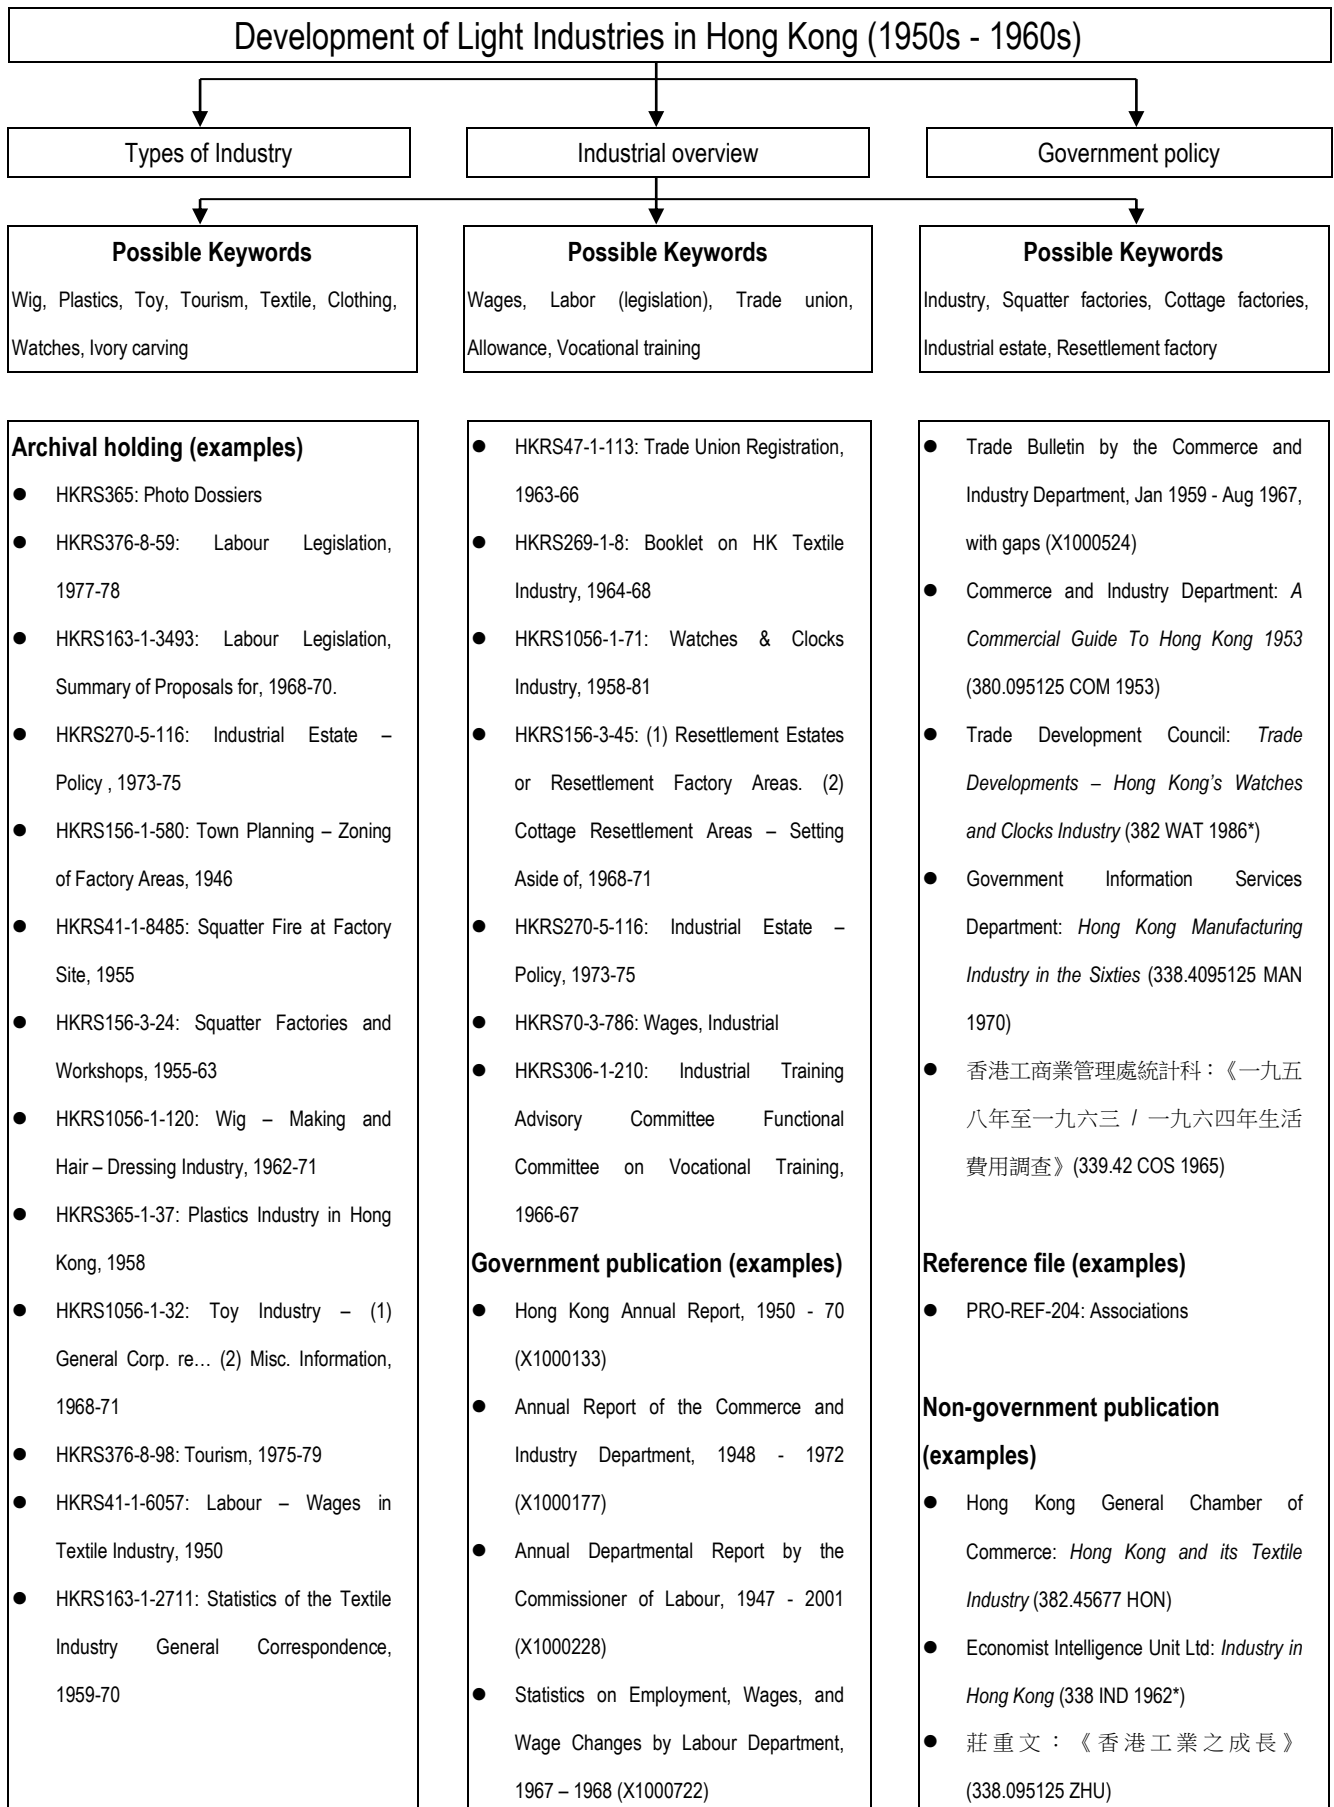 Development of Light Industries in Hong Kong (1950s - 1960s)
Types of Industry
Industrial overview
Government policy
Possible Keywords
Wig, Plastics, Toy, Tourism, Textile, Clothing,
Watches, Ivory carving
Possible Keywords
Wages, Labor (legislation), Trade union,
Allowance, Vocational training
Possible Keywords
Industry, Squatter factories, Cottage factories,
Industrial estate, Resettlement factory
Archival holding (examples)
● HKRS365: Photo Dossiers
● HKRS376-8-59: Labour Legislation,
1977-78
● HKRS163-1-3493: Labour Legislation,
Summary of Proposals for, 1968-70.
● HKRS270-5-116: Industrial Estate –
Policy , 1973-75
● HKRS156-1-580: Town Planning – Zoning
of Factory Areas, 1946
● HKRS41-1-8485: Squatter Fire at Factory
Site, 1955
● HKRS156-3-24: Squatter Factories and
Workshops, 1955-63
● HKRS1056-1-120: Wig – Making and
Hair – Dressing Industry, 1962-71
● HKRS365-1-37: Plastics Industry in Hong
Kong, 1958
● HKRS1056-1-32: Toy Industry – (1)
General Corp. re… (2) Misc. Information,
1968-71
● HKRS376-8-98: Tourism, 1975-79
● HKRS41-1-6057: Labour – Wages in
Textile Industry, 1950
● HKRS163-1-2711: Statistics of the Textile
Industry General Correspondence,
1959-70
● HKRS47-1-113: Trade Union Registration,
1963-66
● HKRS269-1-8: Booklet on HK Textile
Industry, 1964-68
● HKRS1056-1-71: Watches & Clocks
Industry, 1958-81
● HKRS156-3-45: (1) Resettlement Estates
or Resettlement Factory Areas. (2)
Cottage Resettlement Areas – Setting
Aside of, 1968-71
● HKRS270-5-116: Industrial Estate –
Policy, 1973-75
● HKRS70-3-786: Wages, Industrial
● HKRS306-1-210: Industrial Training
Advisory Committee Functional
Committee on Vocational Training,
1966-67
Government publication (examples)
● Hong Kong Annual Report, 1950 - 70
(X1000133)
● Annual Report of the Commerce and
Industry Department, 1948 - 1972
(X1000177)
● Annual Departmental Report by the
Commissioner of Labour, 1947 - 2001
(X1000228)
● Statistics on Employment, Wages, and
Wage Changes by Labour Department,
1967 – 1968 (X1000722)
● Trade Bulletin by the Commerce and
Industry Department, Jan 1959 - Aug 1967,
with gaps (X1000524)
● Commerce and Industry Department: A
Commercial Guide To Hong Kong 1953
(380.095125 COM 1953)
● Trade Development Council: Trade
Developments – Hong Kong’s Watches
and Clocks Industry (382 WAT 1986*)
● Government Information Services
Department: Hong Kong Manufacturing
Industry in the Sixties (338.4095125 MAN
1970)
● 香港工商業管理處統計科：《一九五
八年至一九六三 / 一九六四年生活
費用調查》(339.42 COS 1965)
Reference file (examples)
● PRO-REF-204: Associations
Non-government publication
(examples)
● Hong Kong General Chamber of
Commerce: Hong Kong and its Textile
Industry (382.45677 HON)
● Economist Intelligence Unit Ltd: Industry in
Hong Kong (338 IND 1962*)
● 莊重文：《香港工業之成長》
(338.095125 ZHU)